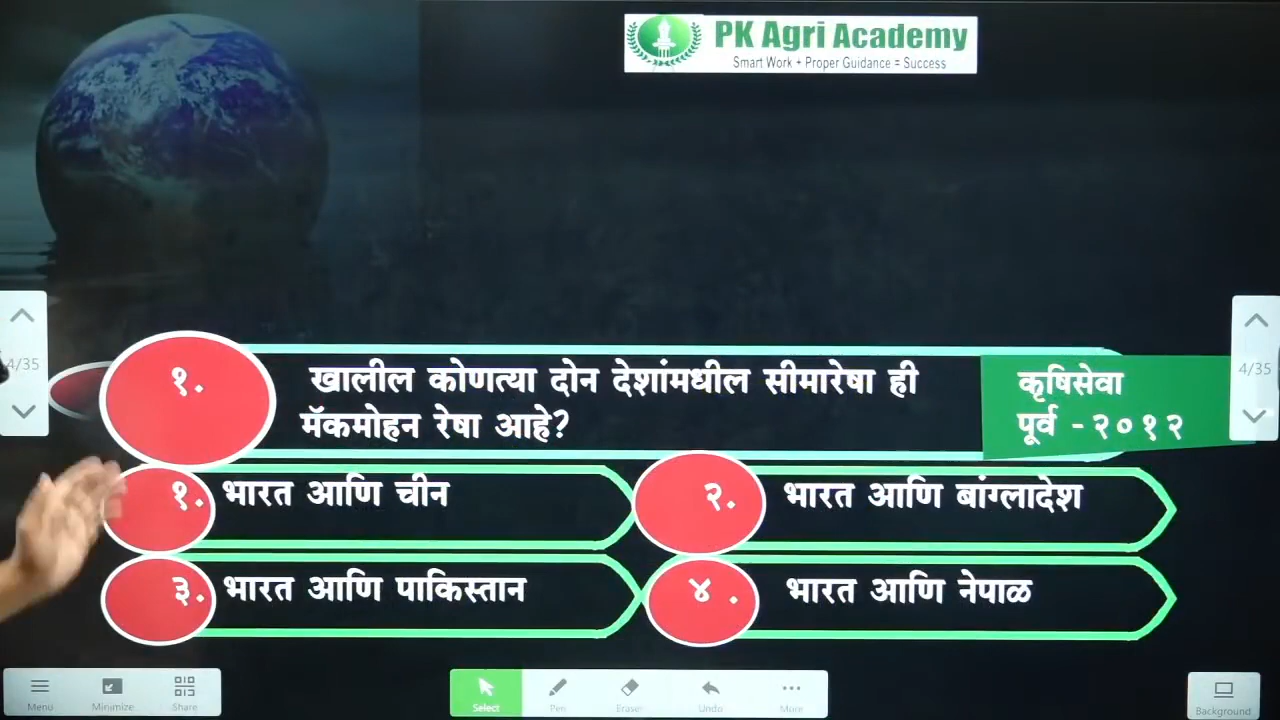 PK Agri Academy
Smart Work + Proper Guidance = Success
4/35
4/35
१. खालील कोणत्या दोन देशांमधील सीमारेषा ही
मॅकमोहन रेषा आहे?
कृषिसेवा
पूर्व - २०१२
१. भारत आणि चीन
२. भारत आणि बांग्लादेश
३. भारत आणि पाकिस्तान
४. भारत आणि नेपाळ
Menu Minimize Share
Select Pen Eraser Undo More
Background